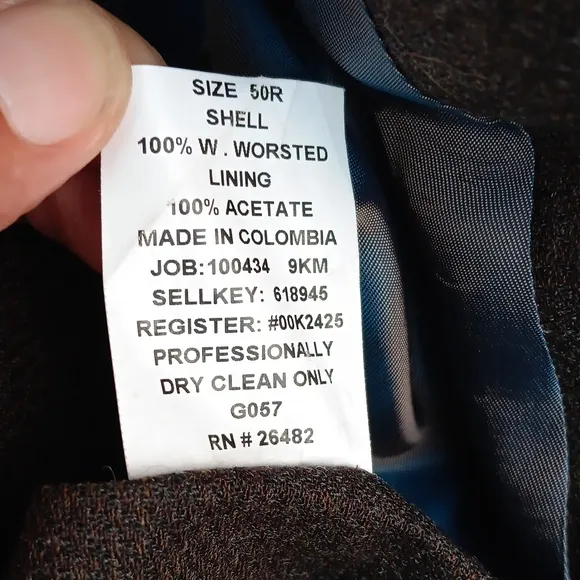 SIZE 50R
SHELL
100% W . WORSTED
LINING
100% ACETATE
MADE IN COLOMBIA
JOB:100434 9KM
SELLKEY: 618945
REGISTER: #00K2425
PROFESSIONALLY
DRY CLEAN ONLY
G057
RN # 26482